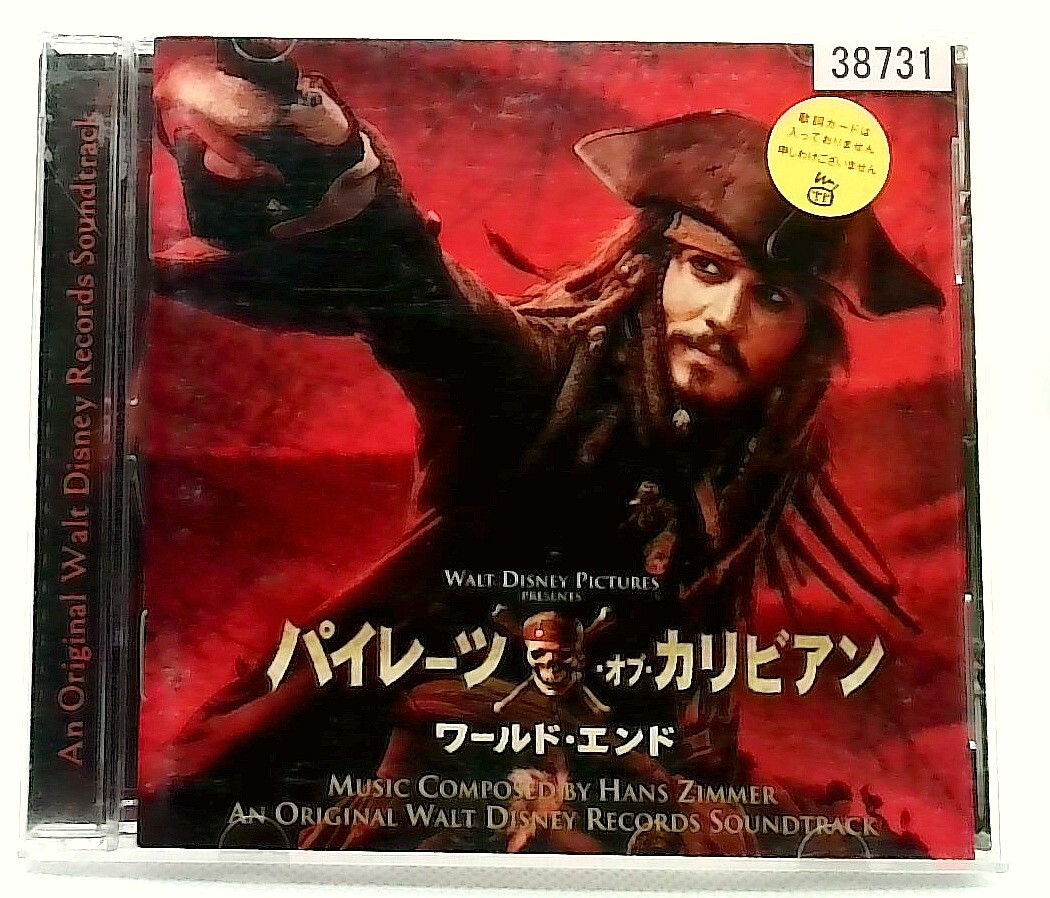 An Original Walt Disney Records Soundtrack
38731
歌詞カードは
入っておりません
申しわけございません
WALT DISNEY PICTURES
PRESENTS
パイレーツ・オブ・カリビアン
ワールド・エンド
MUSIC COMPOSED BY HANS ZIMMER
AN ORIGINAL WALT DISNEY RECORDS SOUNDTRACK